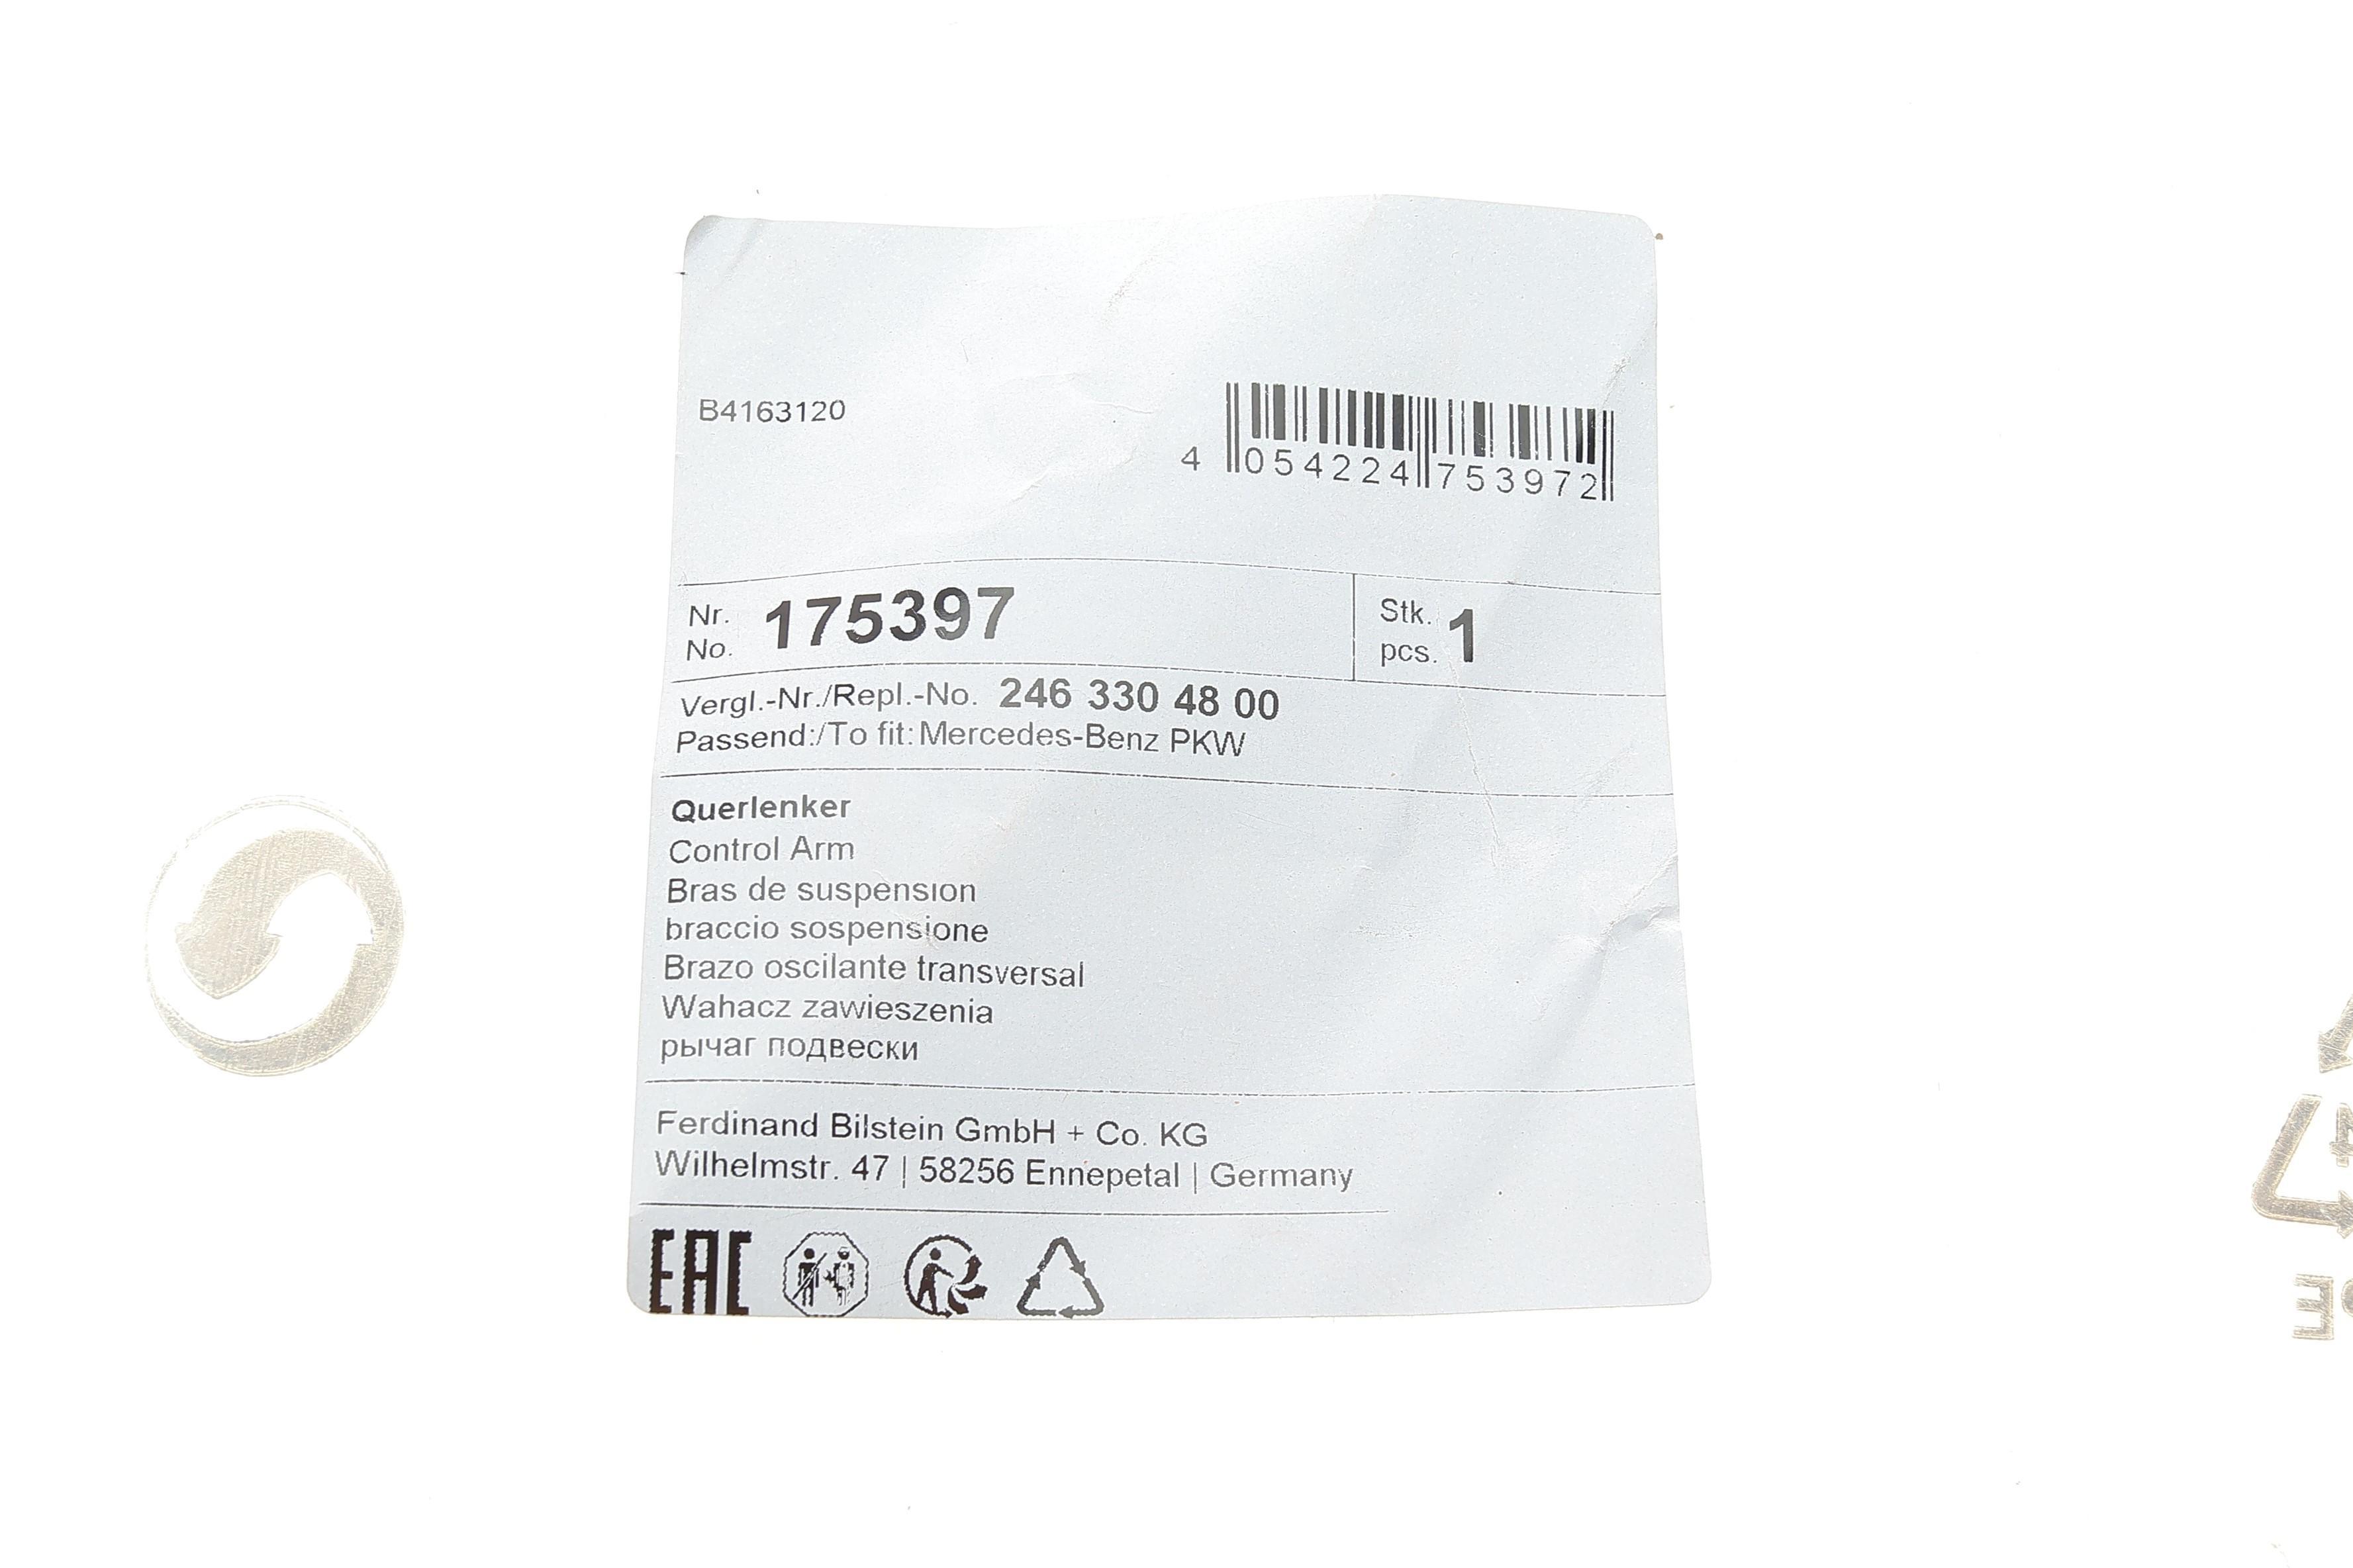 B4163120
4 054224 753972
Nr.
No. 175397
Stk.
pcs. 1
Vergl.-Nr./Repl.-No. 246 330 48 00
Passend:/To fit: Mercedes-Benz PKW
Querlenker
Control Arm
Bras de suspension
braccio sospensione
Brazo oscilante transversal
Wahacz zawieszenia
рычаг подвески
Ferdinand Bilstein GmbH + Co. KG
Wilhelmstr. 47 | 58256 Ennepetal | Germany
EAC